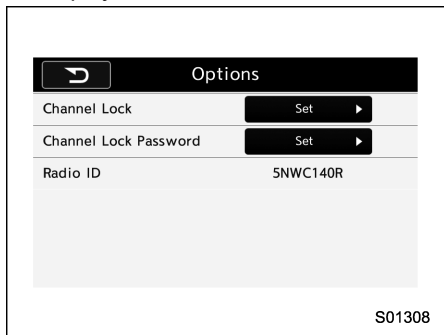 Options
Channel Lock Set
Channel Lock Password Set
Radio ID 5NWC140R
S01308